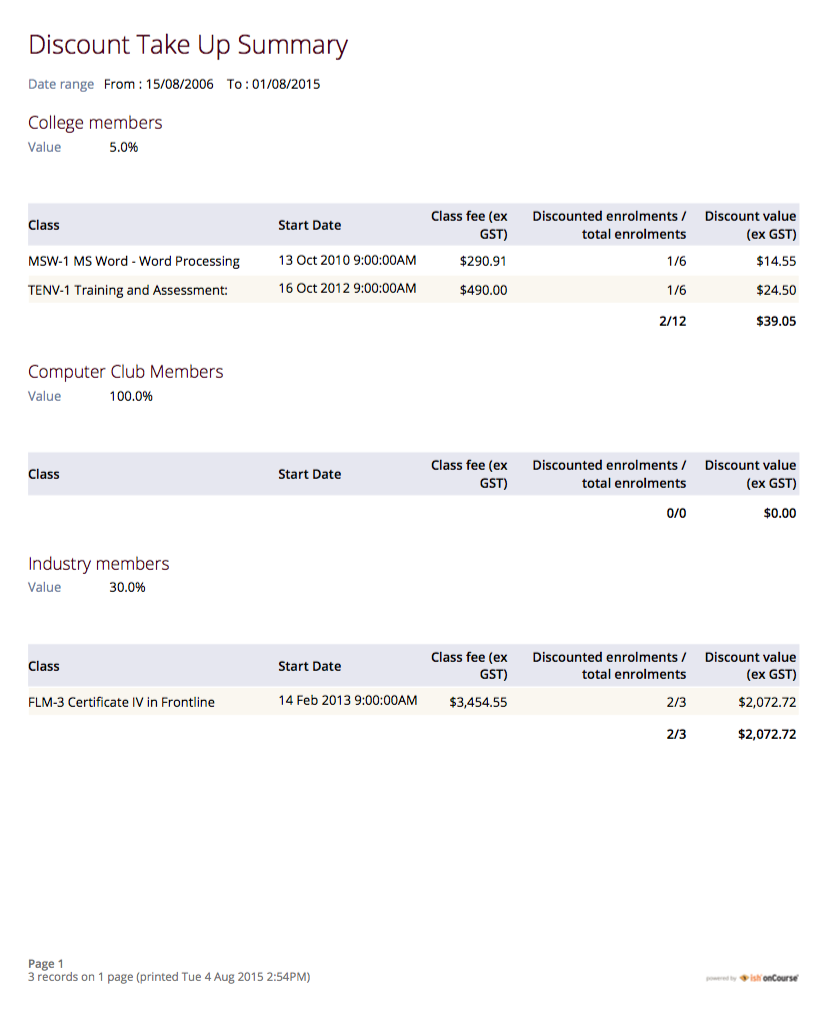 Discount Take Up Summary
Date range From : 15/08/2006 To : 01/08/2015
College members
Value 5.0%
Class Start Date Class fee (ex GST) Discounted enrolments / total enrolments Discount value (ex GST)
MSW-1 MS Word - Word Processing 13 Oct 2010 9:00:00AM $290.91 1/6 $14.55
TENV-1 Training and Assessment: 16 Oct 2012 9:00:00AM $490.00 1/6 $24.50
2/12 $39.05
Computer Club Members
Value 100.0%
Class Start Date Class fee (ex GST) Discounted enrolments / total enrolments Discount value (ex GST)
0/0 $0.00
Industry members
Value 30.0%
Class Start Date Class fee (ex GST) Discounted enrolments / total enrolments Discount value (ex GST)
FLM-3 Certificate IV in Frontline 14 Feb 2013 9:00:00AM $3,454.55 2/3 $2,072.72
2/3 $2,072.72
Page 1
3 records on 1 page (printed Tue 4 Aug 2015 2:54PM)
powered by ish onCourse